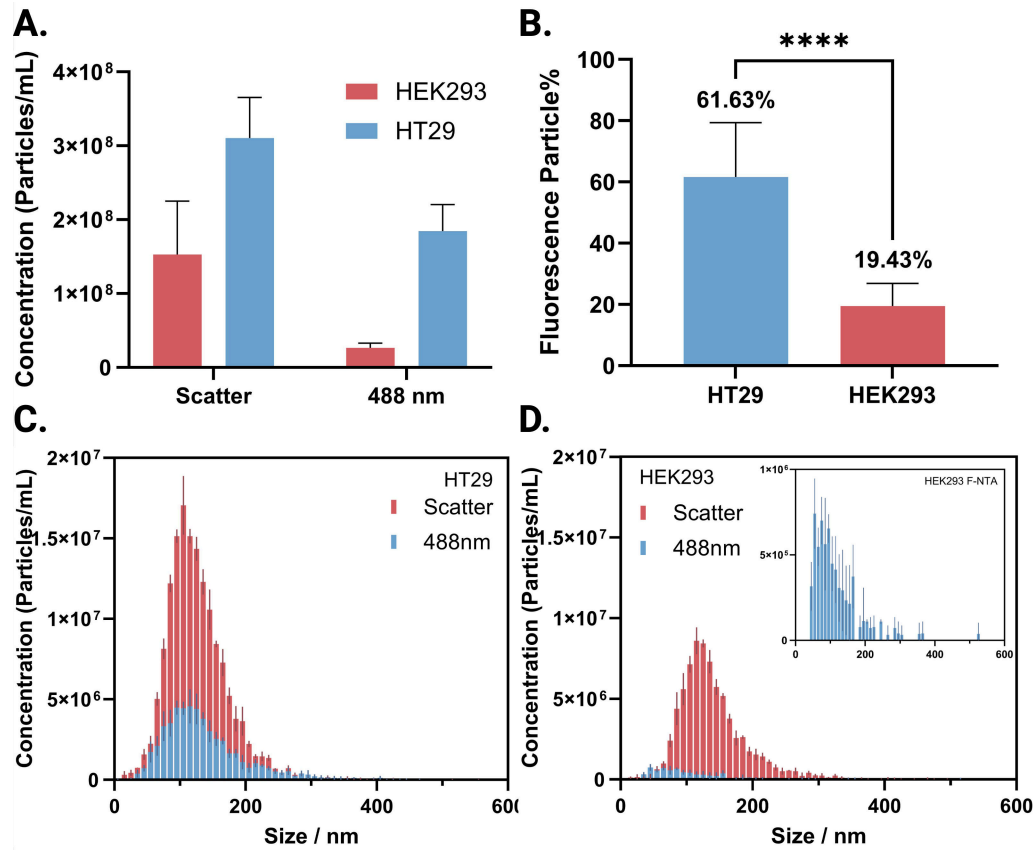 A.
Concentration (Particles/mL)
4×10⁸
3×10⁸
2×10⁸
1×10⁸
0
HEK293
HT29
Scatter
488 nm
B.
Fluorescence Particle%
100
80
60
40
20
0
****
61.63%
19.43%
HT29
HEK293
C.
Concentration (Particles/mL)
2×10⁷
1.5×10⁷
1×10⁷
5×10⁶
0
HT29
Scatter
488nm
0
200
400
600
Size / nm
D.
Concentration (Particles/mL)
2×10⁷
1.5×10⁷
1×10⁷
5×10⁶
0
HEK293
Scatter
488nm
1×10⁶
5×10⁵
0
HEK293 F-NTA
0
200
400
600
0
200
400
600
Size / nm